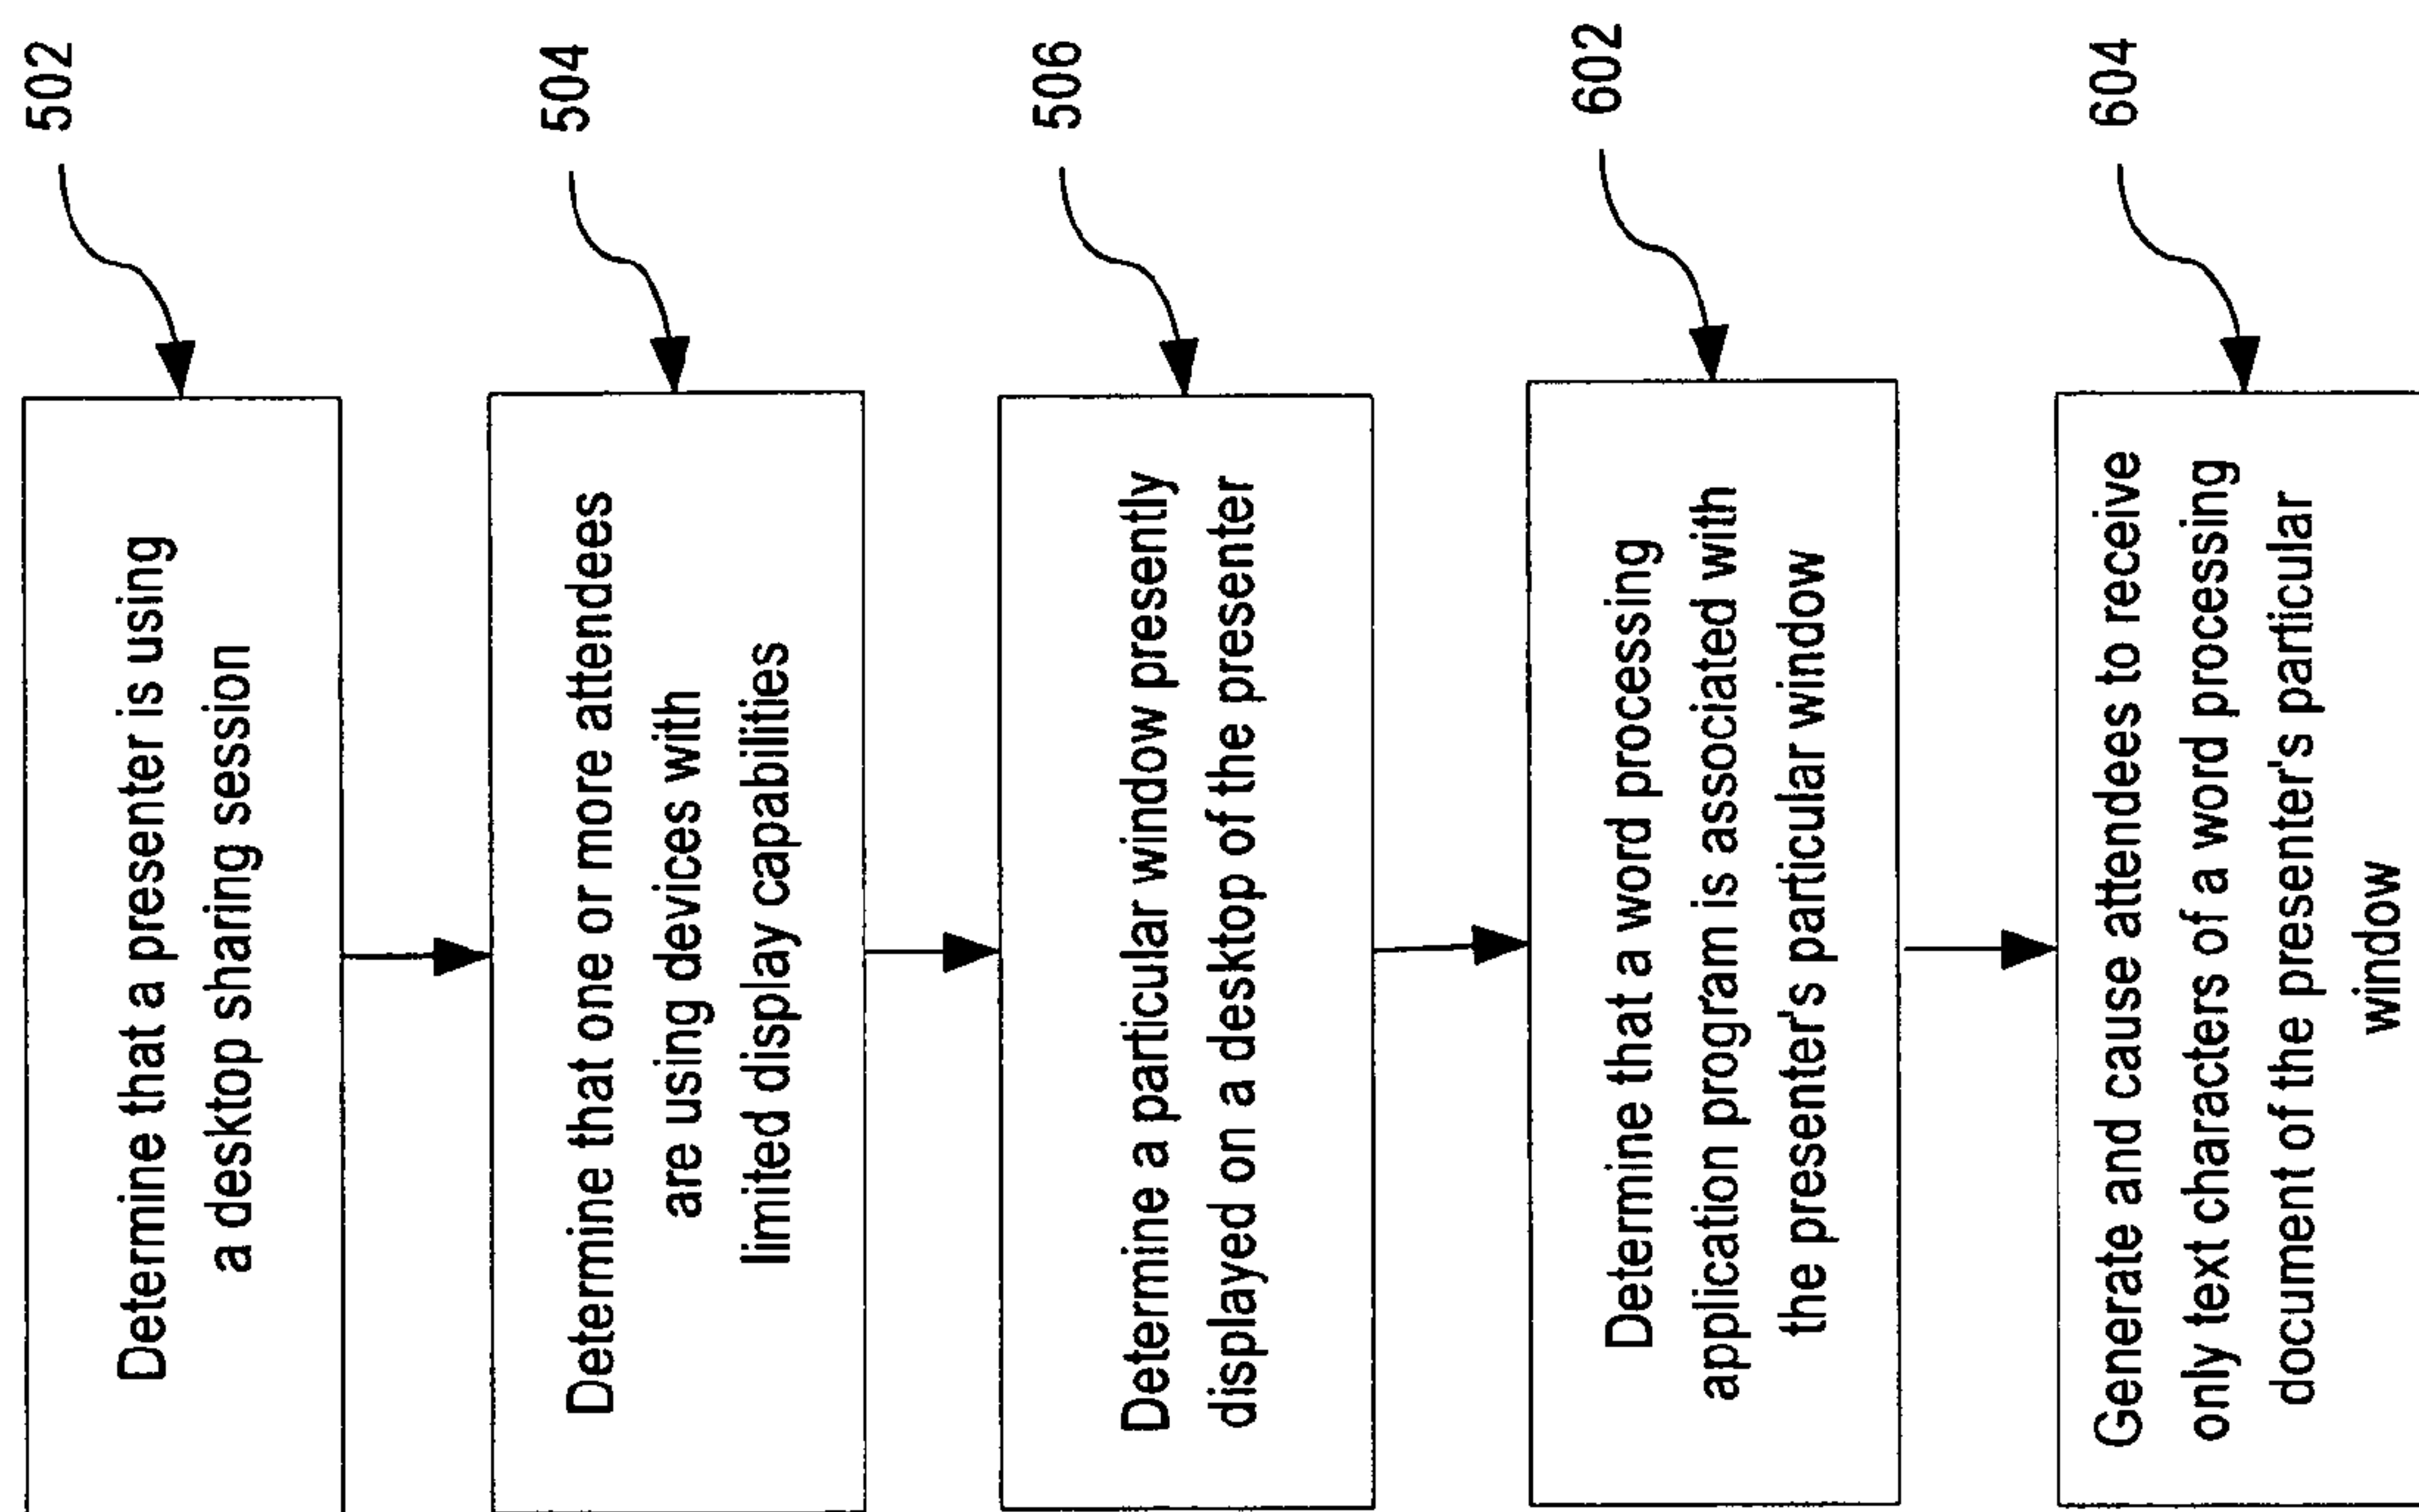 502
Determine that a presenter is using
a desktop sharing session
504
Determine that one or more attendees
are using devices with
limited display capabilities
506
Determine a particular window presently
displayed on a desktop of the presenter
602
Determine that a word processing
application program is associated with
the presenter's particular window
604
Generate and cause attendees to receive
only text characters of a word processing
document of the presenter's particular
window